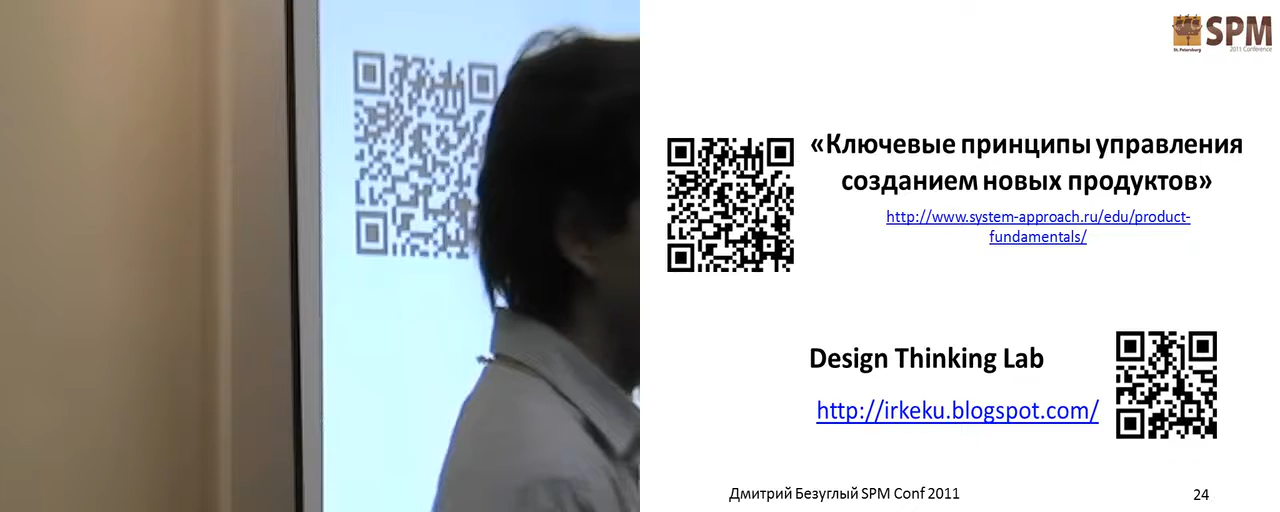 SPM
St. Petersburg
2011 Conference
«Ключевые принципы управления
созданием новых продуктов»
http://www.system-approach.ru/edu/product-
fundamentals/
Design Thinking Lab
http://irkeku.blogspot.com/
Дмитрий Безуглый SPM Conf 2011
24